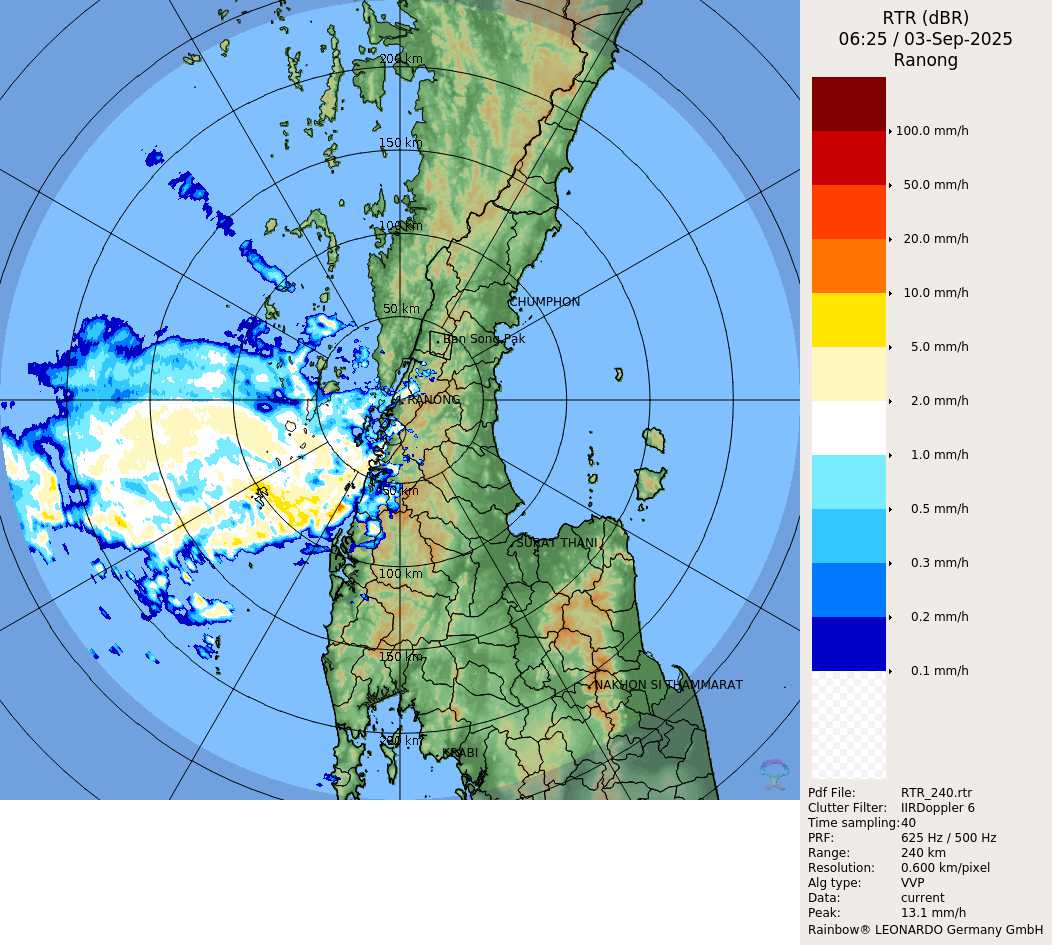 RTR (dBR)
06:25 / 03-Sep-2025
Ranong
200 km
150 km
100 km
50 km
CHUMPHON
Ban Song Pak
RANONG
50 km
SURAT THANI
100 km
150 km
NAKHON SI THAMMARAT
200 km
KRABI
100.0 mm/h
50.0 mm/h
20.0 mm/h
10.0 mm/h
5.0 mm/h
2.0 mm/h
1.0 mm/h
0.5 mm/h
0.3 mm/h
0.2 mm/h
0.1 mm/h
Pdf File: RTR_240.rtr
Clutter Filter: IIRDoppler 6
Time sampling: 40
PRF: 625 Hz / 500 Hz
Range: 240 km
Resolution: 0.600 km/pixel
Alg type: VVP
Data: current
Peak: 13.1 mm/h
Rainbow® LEONARDO Germany GmbH